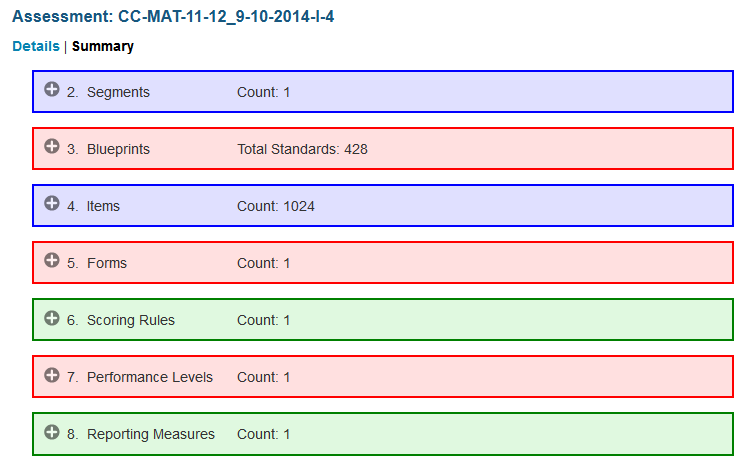 Assessment: CC-MAT-11-12_9-10-2014-I-4
Details | Summary
2. Segments Count: 1
3. Blueprints Total Standards: 428
4. Items Count: 1024
5. Forms Count: 1
6. Scoring Rules Count: 1
7. Performance Levels Count: 1
8. Reporting Measures Count: 1